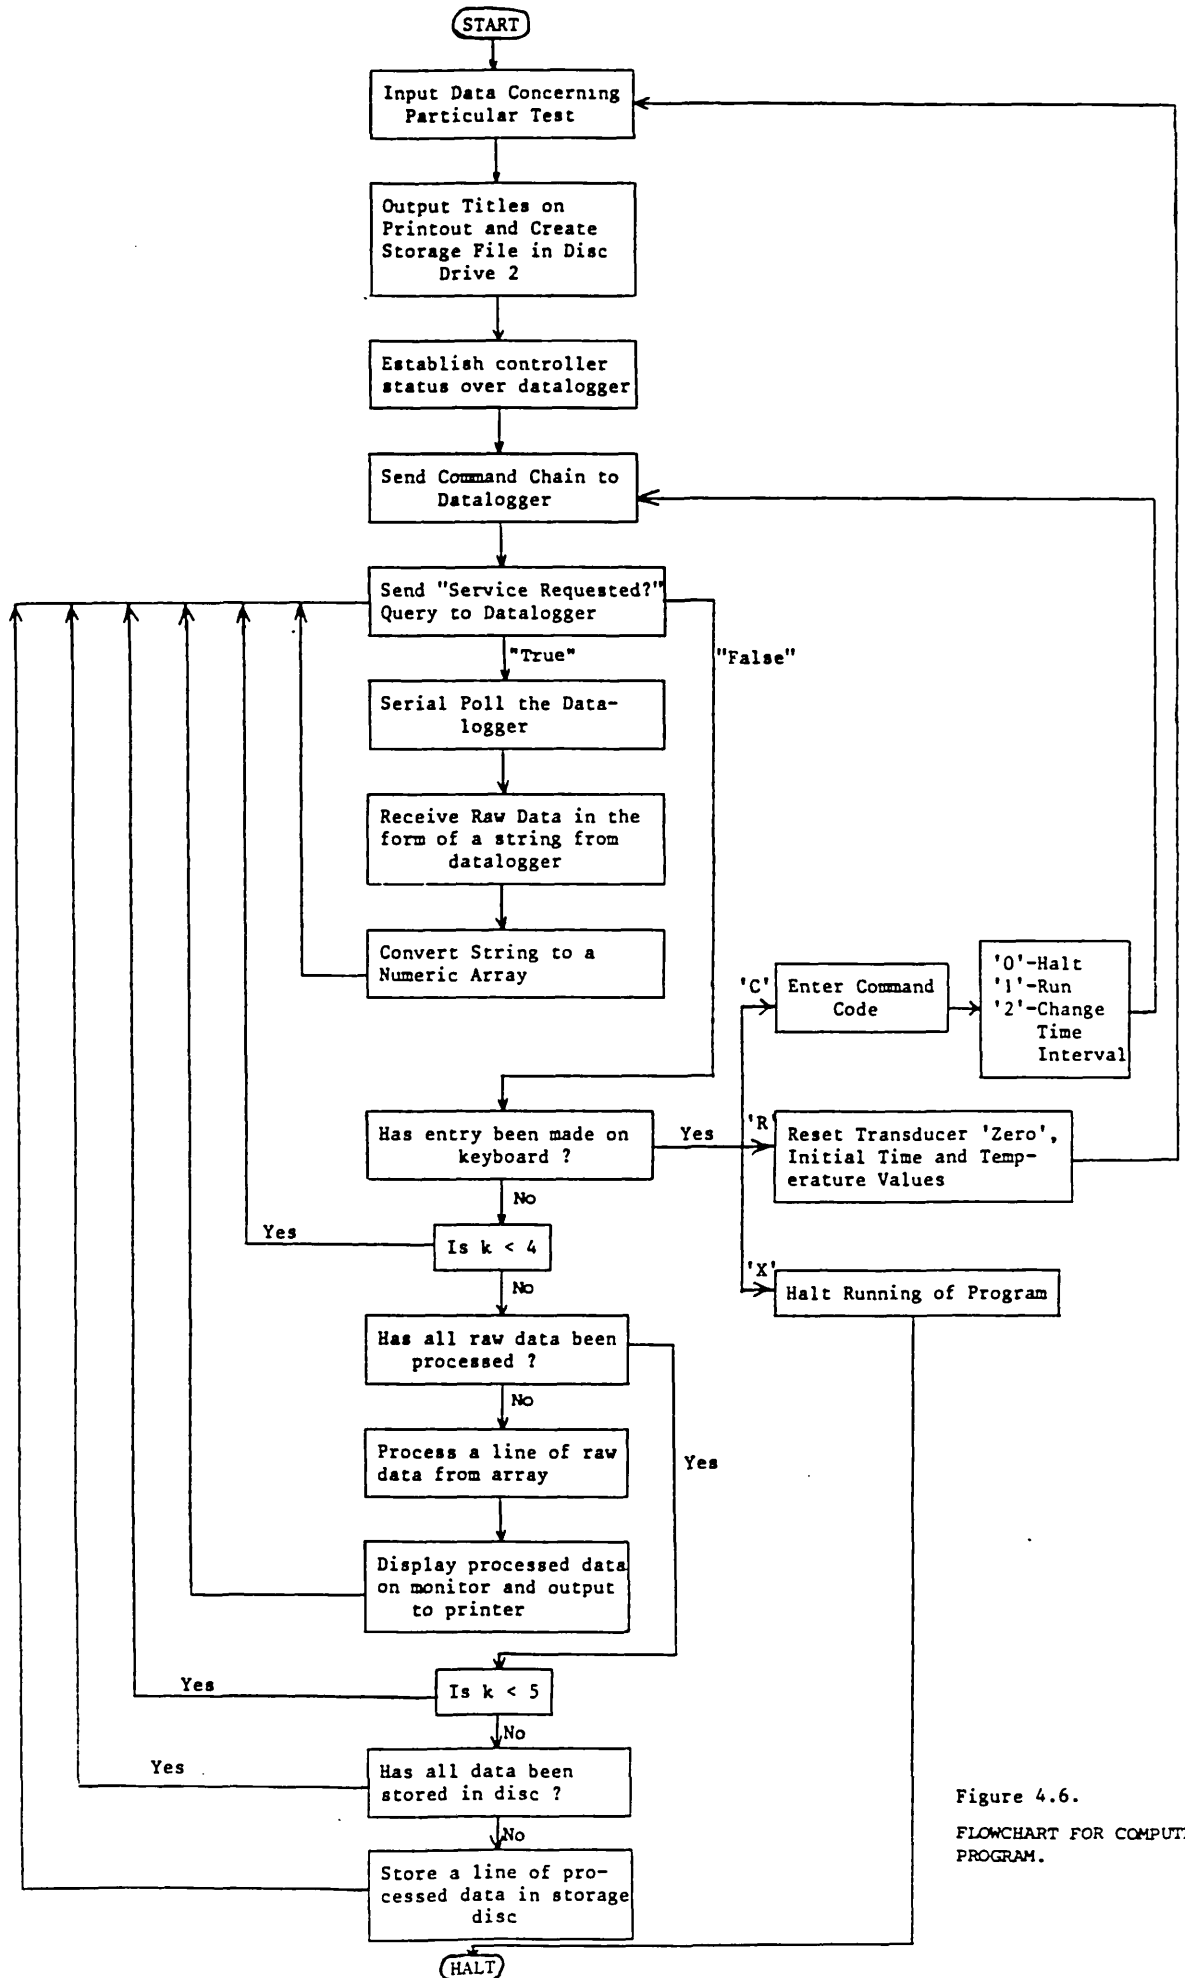 START
Input Data Concerning
Particular Test
Output Titles on
Printout and Create
Storage File in Disc
Drive 2
Establish controller
status over datalogger
Send Command Chain to
Datalogger
Send "Service Requested?"
Query to Datalogger
"True"
"False"
Serial Poll the Data-
logger
Receive Raw Data in the
form of a string from
datalogger
Convert String to a
Numeric Array
'C'
Enter Command
Code
'0'-Halt
'1'-Run
'2'-Change
Time
Interval
Has entry been made on
keyboard ?
Yes
'R'
Reset Transducer 'Zero',
Initial Time and Temp-
erature Values
No
Yes
Is k < 4
'X'
Halt Running of Program
No
Has all raw data been
processed ?
No
Yes
Process a line of raw
data from array
Display processed data
on monitor and output
to printer
Yes
Is k < 5
No
Yes
Has all data been
stored in disc ?
No
Store a line of pro-
cessed data in storage
disc
HALT
Figure 4.6.
FLOWCHART FOR COMPUT
PROGRAM.